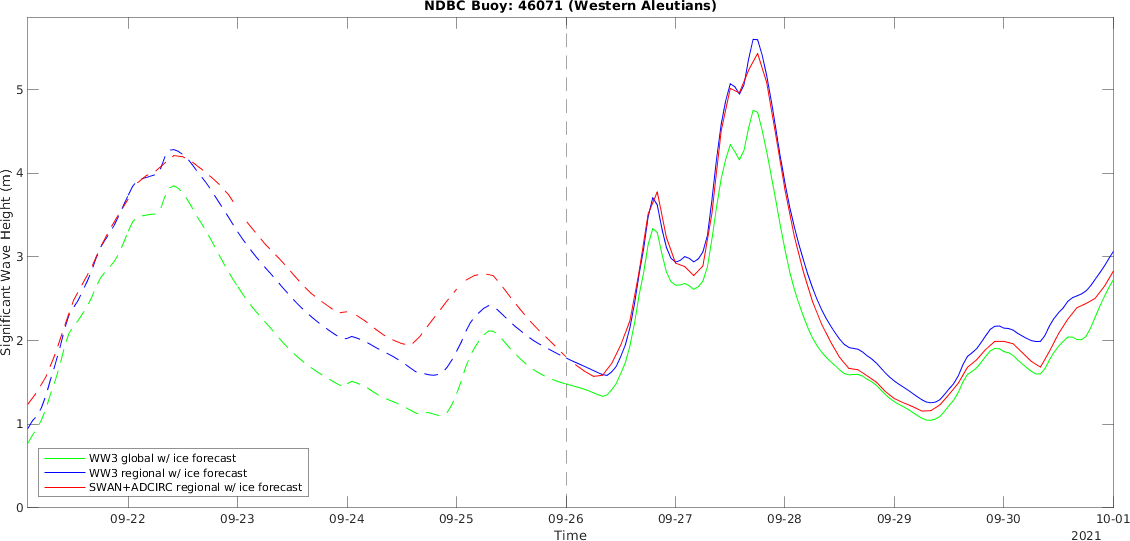 NDBC Buoy: 46071 (Western Aleutians)
Significant Wave Height (m)
5
4
3
2
1
0
WW3 global w/ ice forecast
WW3 regional w/ ice forecast
SWAN+ADCIRC regional w/ ice forecast
09-22 09-23 09-24 09-25 09-26 09-27 09-28 09-29 09-30 10-01
Time
2021